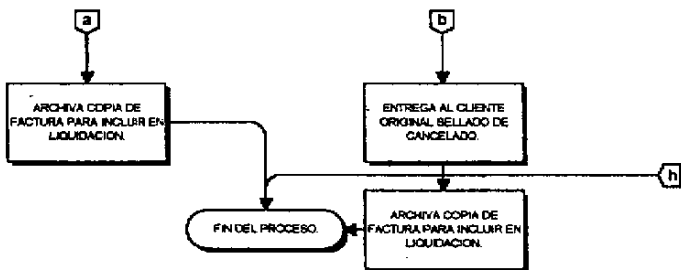 a
b
ARCHIVA COPIA DE
FACTURA PARA INCLUIR EN
LIQUIDACION.
ENTREGA AL CLIENTE
ORIGINAL SELLADO DE
CANCELADO.
h
FIN DEL PROCESO.
ARCHIVA COPIA DE
FACTURA PARA INCLUIR EN
LIQUIDACION.